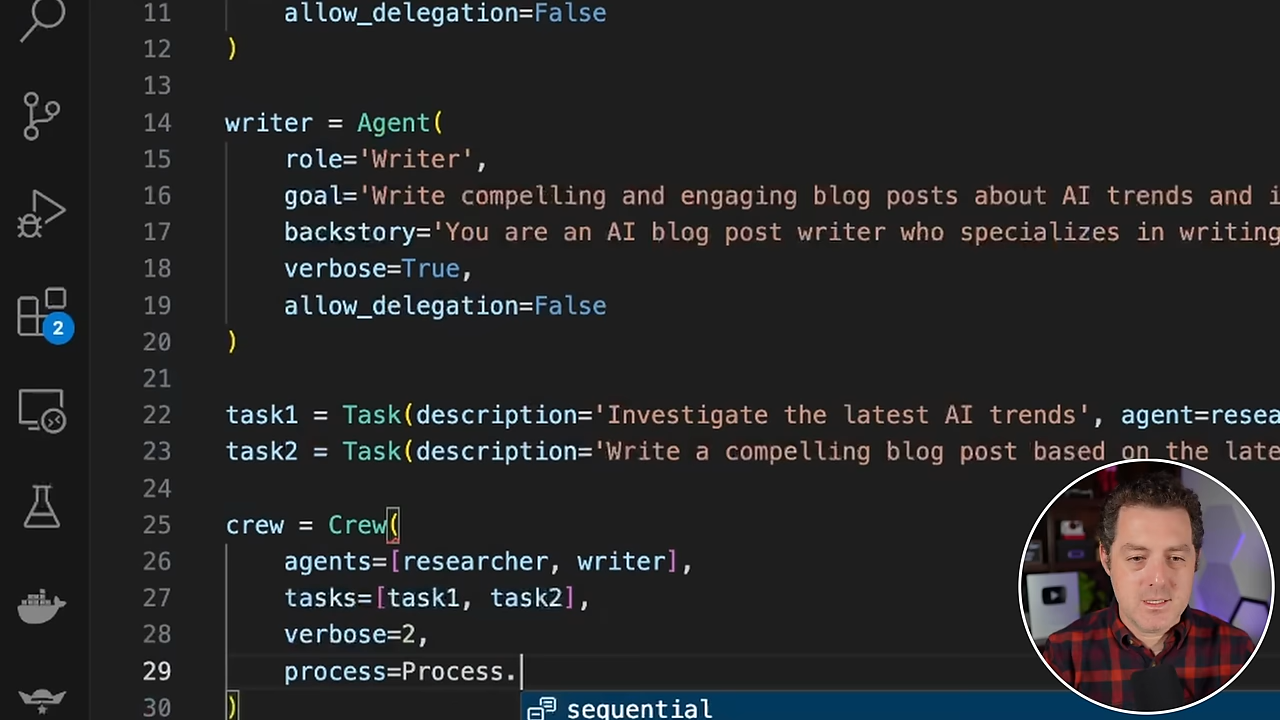 11 allow_delegation=False
12 )
13
14 writer = Agent(
15 role='Writer',
16 goal='Write compelling and engaging blog posts about AI trends and i
17 backstory='You are an AI blog post writer who specializes in writing
18 verbose=True,
19 allow_delegation=False
20 )
21
22 task1 = Task(description='Investigate the latest AI trends', agent=resea
23 task2 = Task(description='Write a compelling blog post based on the late
24
25 crew = Crew(
26 agents=[researcher, writer],
27 tasks=[task1, task2],
28 verbose=2,
29 process=Process.
sequential
30 )
2